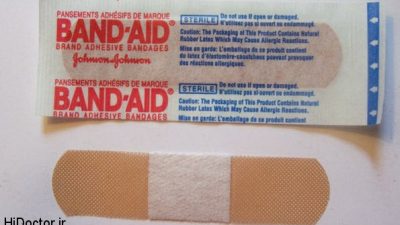 PANSEMENTS ADHÉSIFS DE MARQUE
BAND-AID®
BRAND ADHESIVE BANDAGES
Johnson & Johnson
STERILE
Do not use if open or damaged.
N'utilisez pas si ouvert ou endommagé.
Caution: The Packaging of This Product Contains Natural
Rubber Latex Which May Cause Allergic Reactions.
Mise en garde: L'emballage de ce produit contient
du latex d'élastomère-caoutchouc pouvant provoquer
des réactions allergiques.
PANSEMENTS ADHÉSIFS DE MARQUE
BAND-AID®
BRAND ADHESIVE BANDAGES
STERILE
Do not use if open or damaged.
N'utilisez pas si ouvert ou endommagé.
Caution: The Packaging of This Product Contains Natural
Rubber Latex Which May Cause Allergic Reactions.
Mise en garde: L'emballage de ce produit
HiDoctor.ir